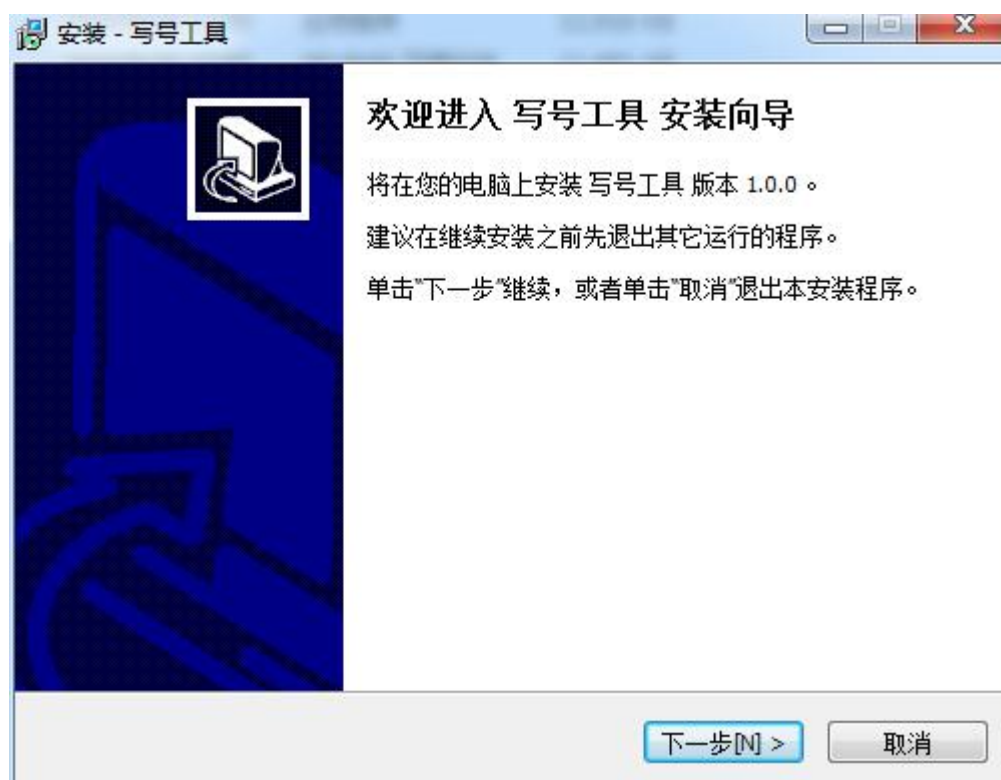 安装 - 写号工具
欢迎进入 写号工具 安装向导
将在您的电脑上安装 写号工具 版本 1.0.0 。
建议在继续安装之前先退出其它运行的程序。
单击"下一步"继续，或者单击"取消"退出本安装程序。
下一步[N] >
取消